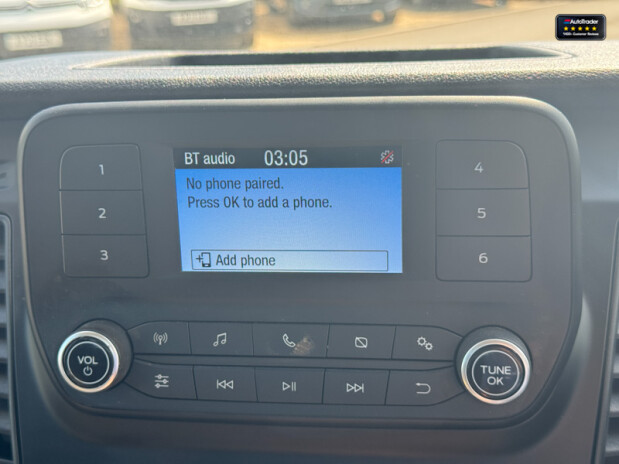 AutoTrader
BT audio 03:05
No phone paired.
Press OK to add a phone.
Add phone
1
2
3
4
5
6
VOL
TUNE
OK